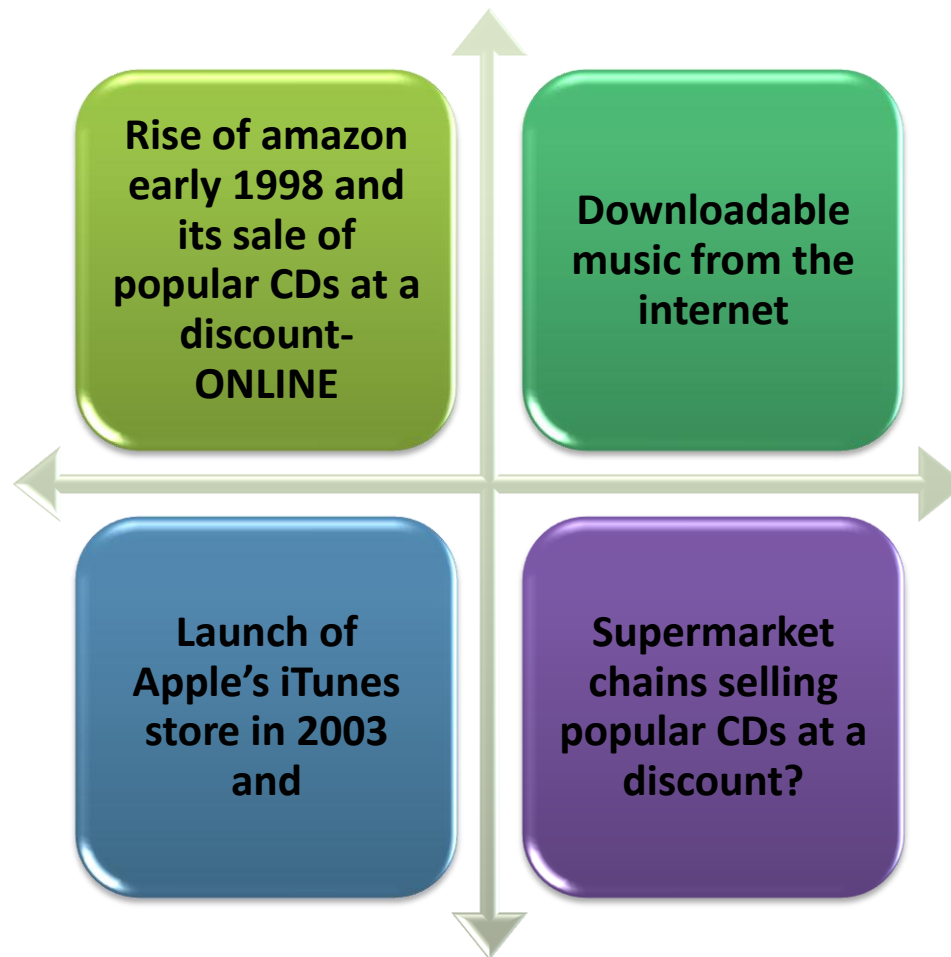 Rise of amazon
early 1998 and
its sale of
popular CDs at a
discount-
ONLINE
Downloadable
music from the
internet
Launch of
Apple’s iTunes
store in 2003
and
Supermarket
chains selling
popular CDs at a
discount?